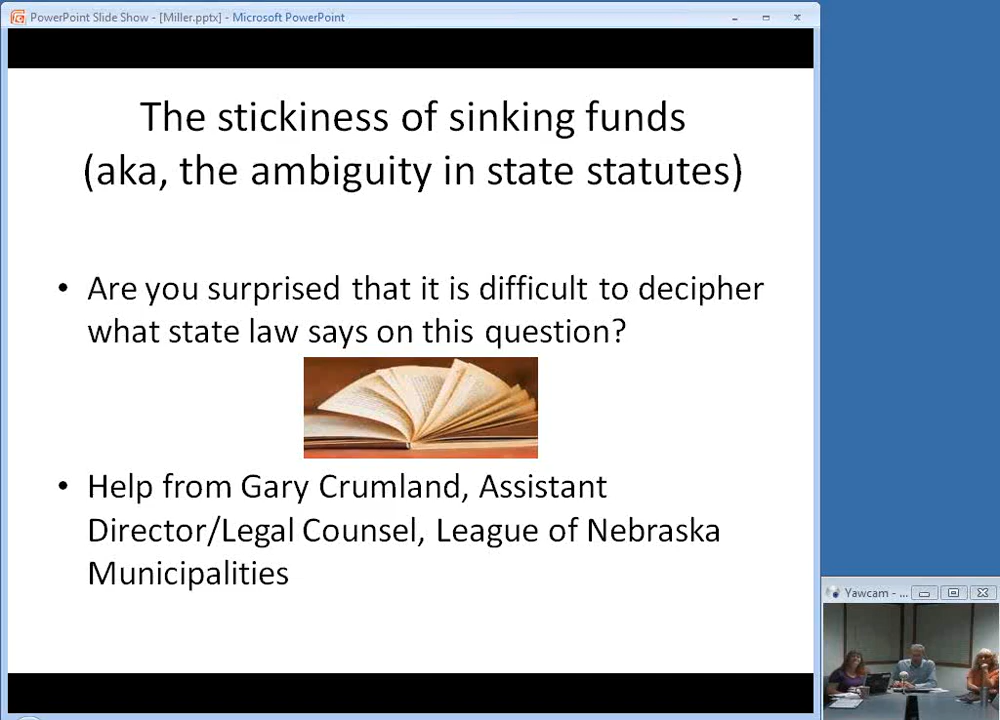 PowerPoint Slide Show - [Miller.pptx] - Microsoft PowerPoint
The stickiness of sinking funds
(aka, the ambiguity in state statutes)
• Are you surprised that it is difficult to decipher
what state law says on this question?
• Help from Gary Crumland, Assistant
Director/Legal Counsel, League of Nebraska
Municipalities
Yawcam - ...